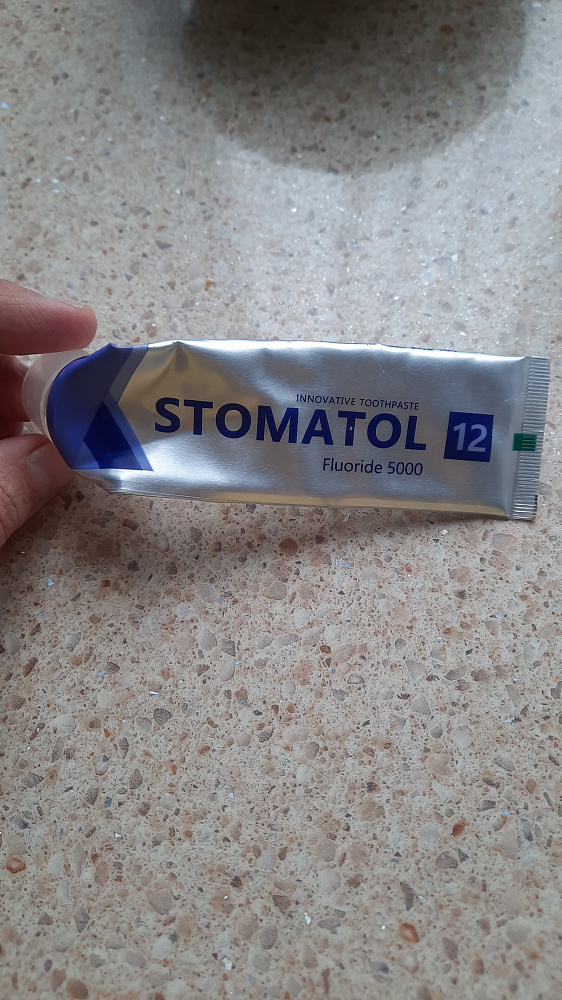 INNOVATIVE TOOTHPASTE
STOMATOL 12
Fluoride 5000